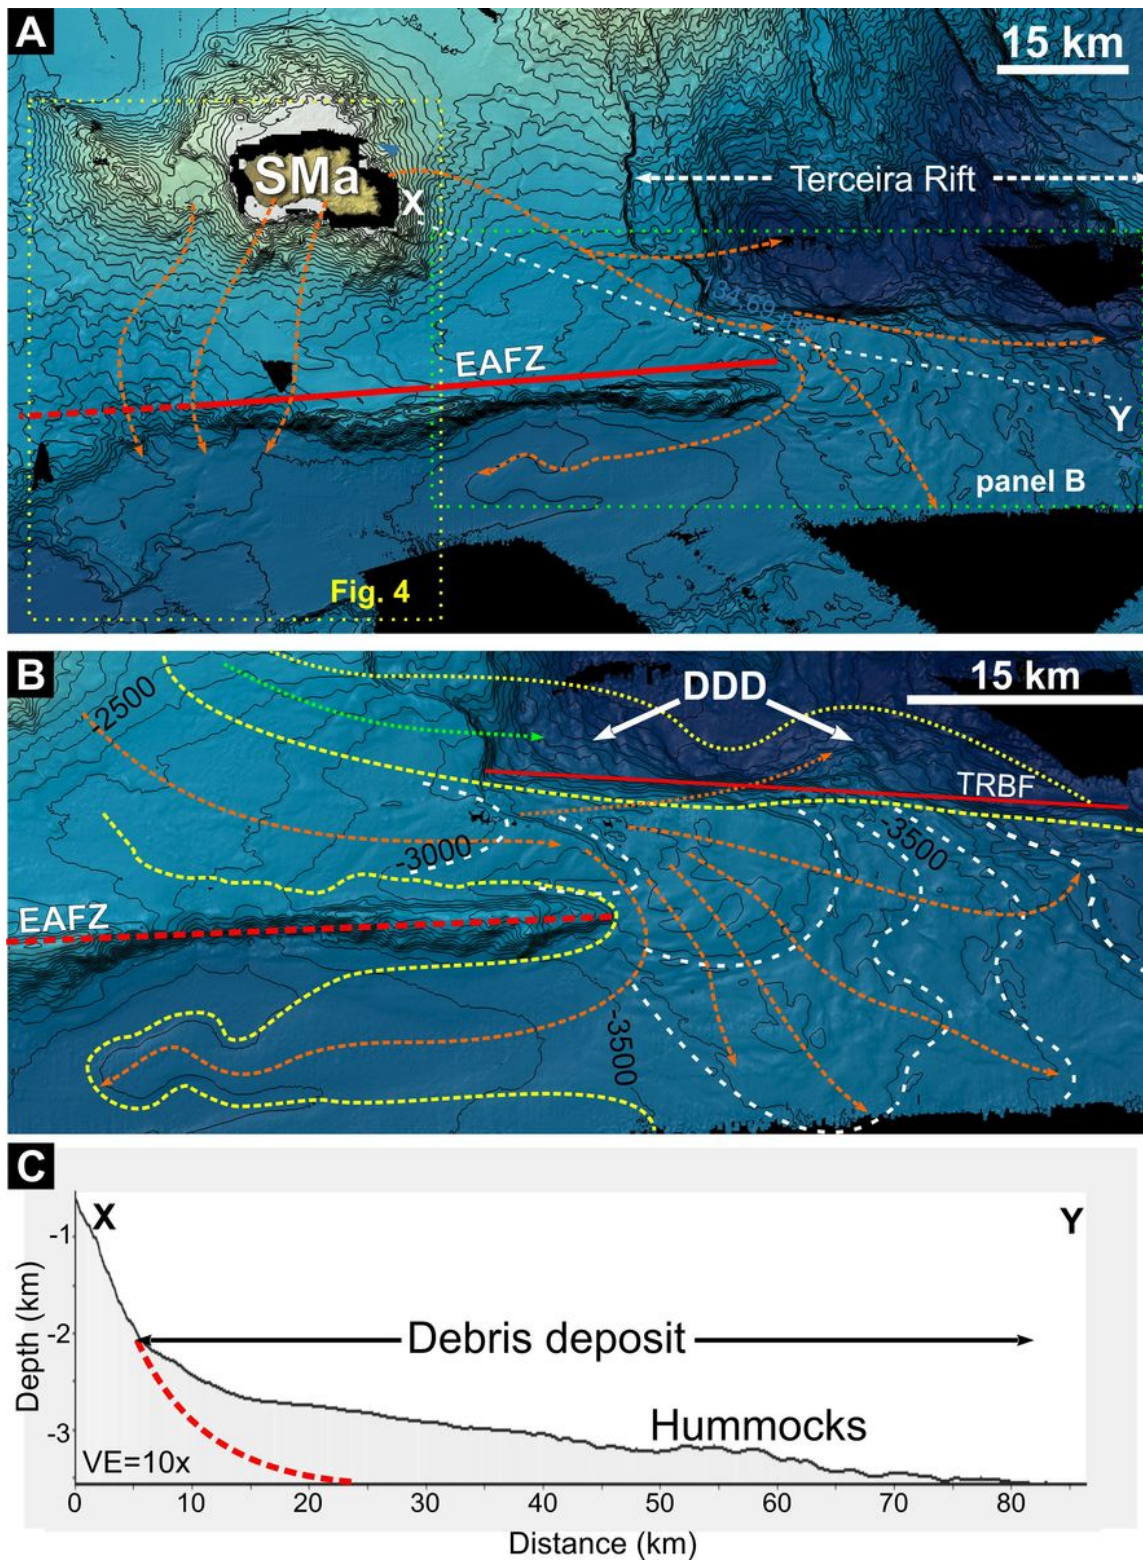 A
15 km
SMa
Terceira Rift
X
EAFZ
Y
panel B
Fig. 4
B
15 km
DDD
-2500
TRBF
-3000
-3500
EAFZ
-3500
C
X
Y
-1
Debris deposit
-2
Depth (km)
Hummocks
-3
VE=10x
0 10 20 30 40 50 60 70 80
Distance (km)